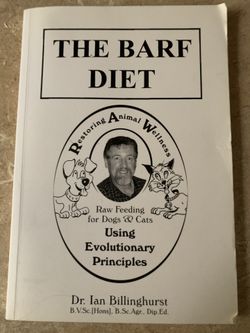 THE BARF
DIET
Restoring Animal Wellness
Raw Feeding
for Dogs & Cats
Using
Evolutionary
Principles
Dr. Ian Billinghurst
B.V.Sc.[Hons], B.Sc.Agr., Dip.Ed.